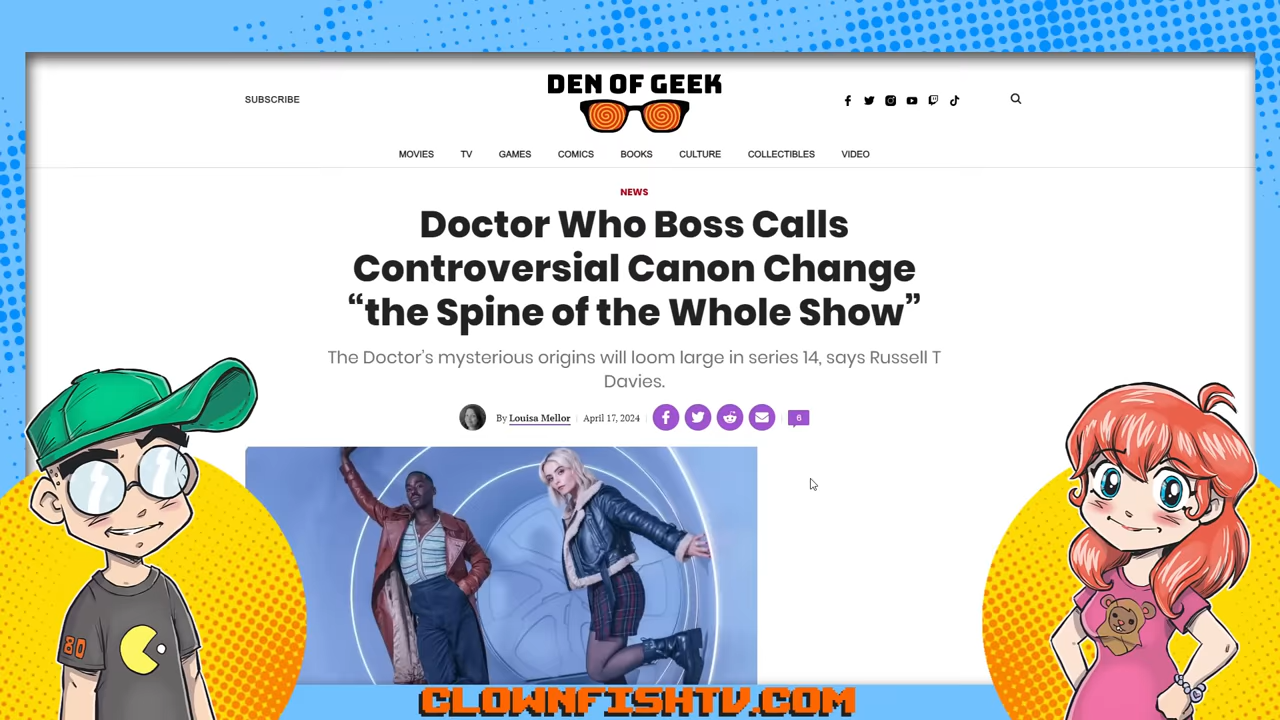 DEN OF GEEK
SUBSCRIBE
MOVIES TV GAMES COMICS BOOKS CULTURE COLLECTIBLES VIDEO
NEWS
Doctor Who Boss Calls
Controversial Canon Change
“the Spine of the Whole Show”
The Doctor’s mysterious origins will loom large in series 14, says Russell T
Davies.
By Louisa Mellor | April 17, 2024 | 6
80
CLOWNFISHTV.COM